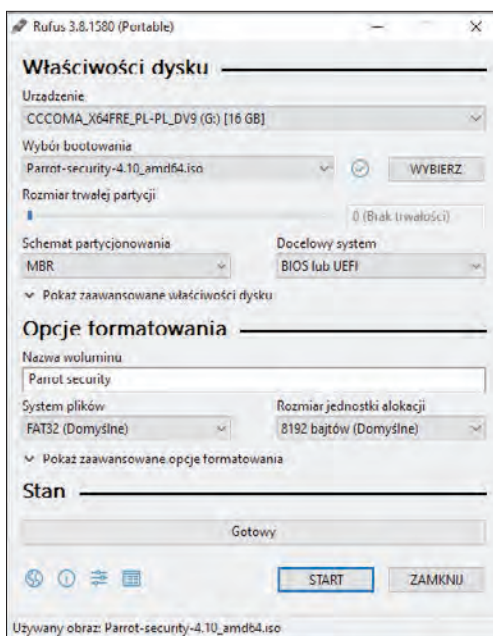 Rufus 3.8.1580 (Portable)
Właściwości dysku
Urządzenie
CCCOMA_X64FRE_PL-PL_DV9 (G:) [16 GB]
Wybór bootowania
Parrot-security-4.10_amd64.iso
WYBIERZ
Rozmiar trwałej partycji
0 (Brak trwałości)
Schemat partycjonowania
Docelowy system
MBR
BIOS lub UEFI
Pokaż zaawansowane właściwości dysku
Opcje formatowania
Nazwa woluminu
Parrot security
System plików
Rozmiar jednostki alokacji
FAT32 (Domyślne)
8192 bajtów (Domyślne)
Pokaż zaawansowane opcje formatowania
Stan
Gotowy
START
ZAMKNIJ
Używany obraz: Parrot-security-4.10_amd64.iso